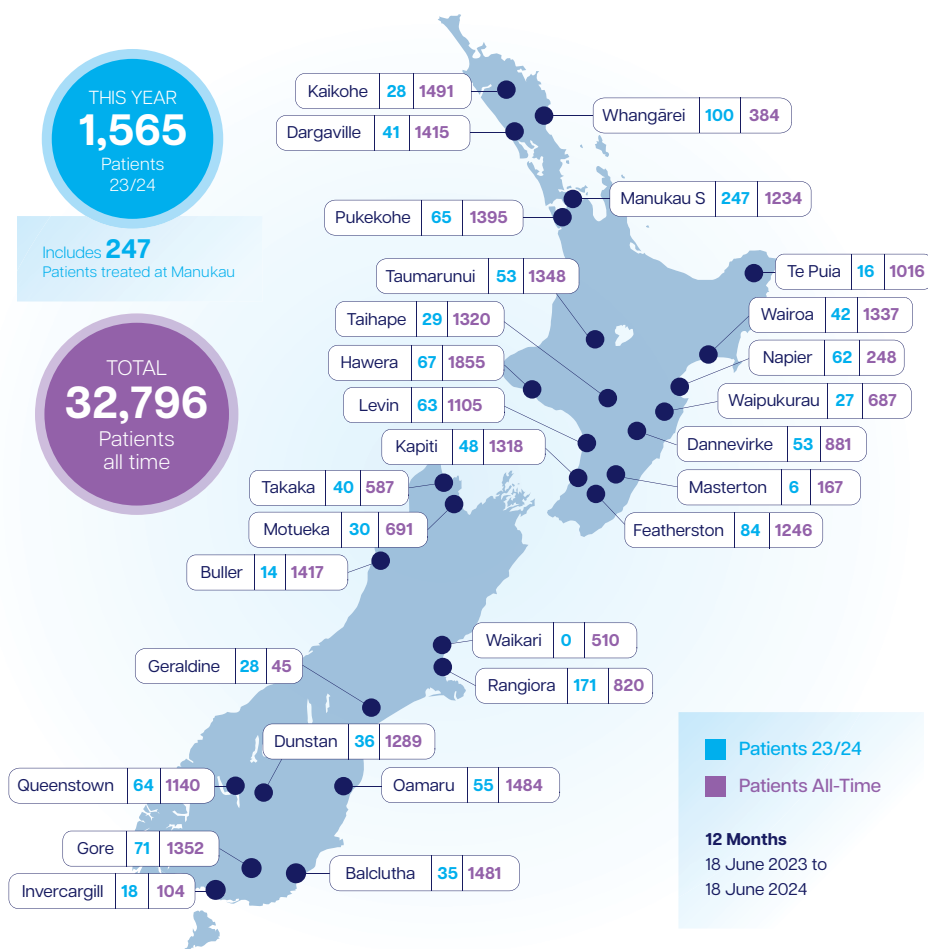 THIS YEAR
1,565
Patients
23/24
Includes 247
Patients treated at Manukau
TOTAL
32,796
Patients
all time
Kaikohe 28 1491
Dargaville 41 1415
Whangārei 100 384
Manukau S 247 1234
Pukekohe 65 1395
Taumarunui 53 1348
Te Puia 16 1016
Taihape 29 1320
Wairoa 42 1337
Hawera 67 1855
Napier 62 248
Levin 63 1105
Waipukurau 27 687
Kapiti 48 1318
Dannevirke 53 881
Takaka 40 587
Masterton 6 167
Motueka 30 691
Featherston 84 1246
Buller 14 1417
Waikari 0 510
Geraldine 28 45
Rangiora 171 820
Dunstan 36 1289
Queenstown 64 1140
Oamaru 55 1484
Gore 71 1352
Balclutha 35 1481
Invercargill 18 104
Patients 23/24
Patients All-Time
12 Months
18 June 2023 to
18 June 2024